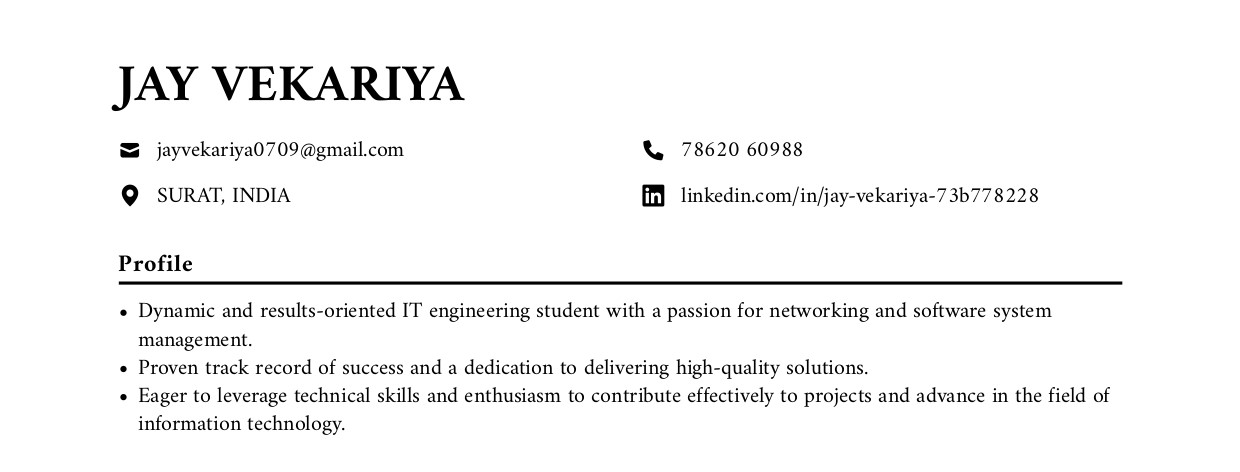 JAY VEKARIYA
jayvekariya0709@gmail.com
78620 60988
SURAT, INDIA
linkedin.com/in/jay-vekariya-73b778228
Profile
• Dynamic and results-oriented IT engineering student with a passion for networking and software system
management.
• Proven track record of success and a dedication to delivering high-quality solutions.
• Eager to leverage technical skills and enthusiasm to contribute effectively to projects and advance in the field of
information technology.